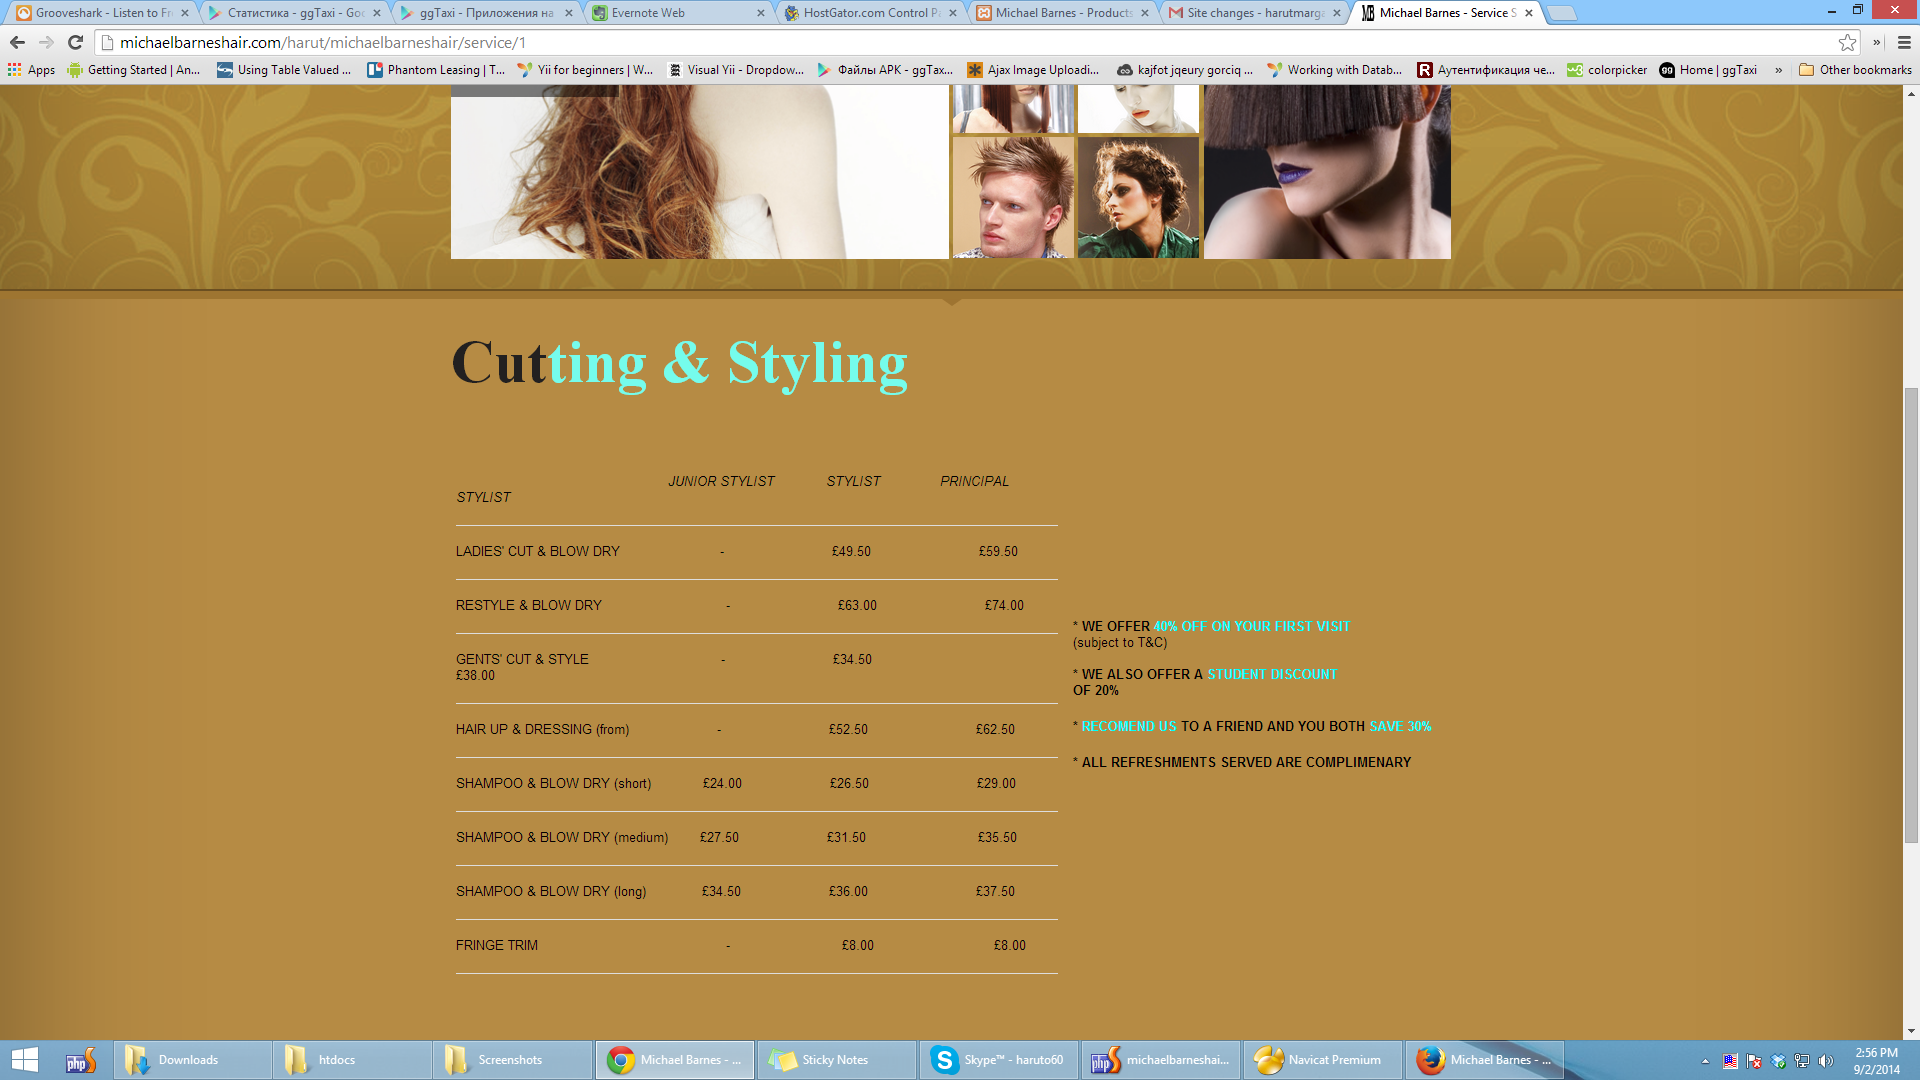 Grooveshark - Listen to Fr
Статистика - ggTaxi - Goo
ggTaxi - Приложения на
Evernote Web
HostGator.com Control Pa
Michael Barnes - Products
Site changes - harutmarga
Michael Barnes - Service S
michaelbarneshair.com/harut/michaelbarneshair/service/1
Apps
Getting Started | An...
Using Table Valued ...
Phantom Leasing | T...
Yii for beginners | W...
Visual Yii - Dropdow...
Файлы APK - ggTax...
Ajax Image Uploadi...
kajfot jqeury gorciq ...
Working with Datab...
Аутентификация че...
colorpicker
Home | ggTaxi
» Other bookmarks
Cutting & Styling
JUNIOR STYLIST STYLIST PRINCIPAL
STYLIST
LADIES' CUT & BLOW DRY - £49.50 £59.50
RESTYLE & BLOW DRY - £63.00 £74.00
GENTS' CUT & STYLE - £34.50
£38.00
HAIR UP & DRESSING (from) - £52.50 £62.50
SHAMPOO & BLOW DRY (short) £24.00 £26.50 £29.00
SHAMPOO & BLOW DRY (medium) £27.50 £31.50 £35.50
SHAMPOO & BLOW DRY (long) £34.50 £36.00 £37.50
FRINGE TRIM - £8.00 £8.00
* WE OFFER 40% OFF ON YOUR FIRST VISIT
(subject to T&C)
* WE ALSO OFFER A STUDENT DISCOUNT
OF 20%
* RECOMEND US TO A FRIEND AND YOU BOTH SAVE 30%
* ALL REFRESHMENTS SERVED ARE COMPLIMENARY
php
Downloads
htdocs
Screenshots
Michael Barnes - ...
Sticky Notes
Skype™ - haruto60
michaelbarneshai...
Navicat Premium
Michael Barnes - ...
2:56 PM
9/2/2014